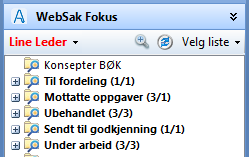 WebSak Fokus
Line Leder Velg liste
Konsepter BØK
Til fordeling (1/1)
Mottatte oppgaver (3/1)
Ubehandlet (3/3)
Sendt til godkjenning (1/1)
Under arbeid (3/3)